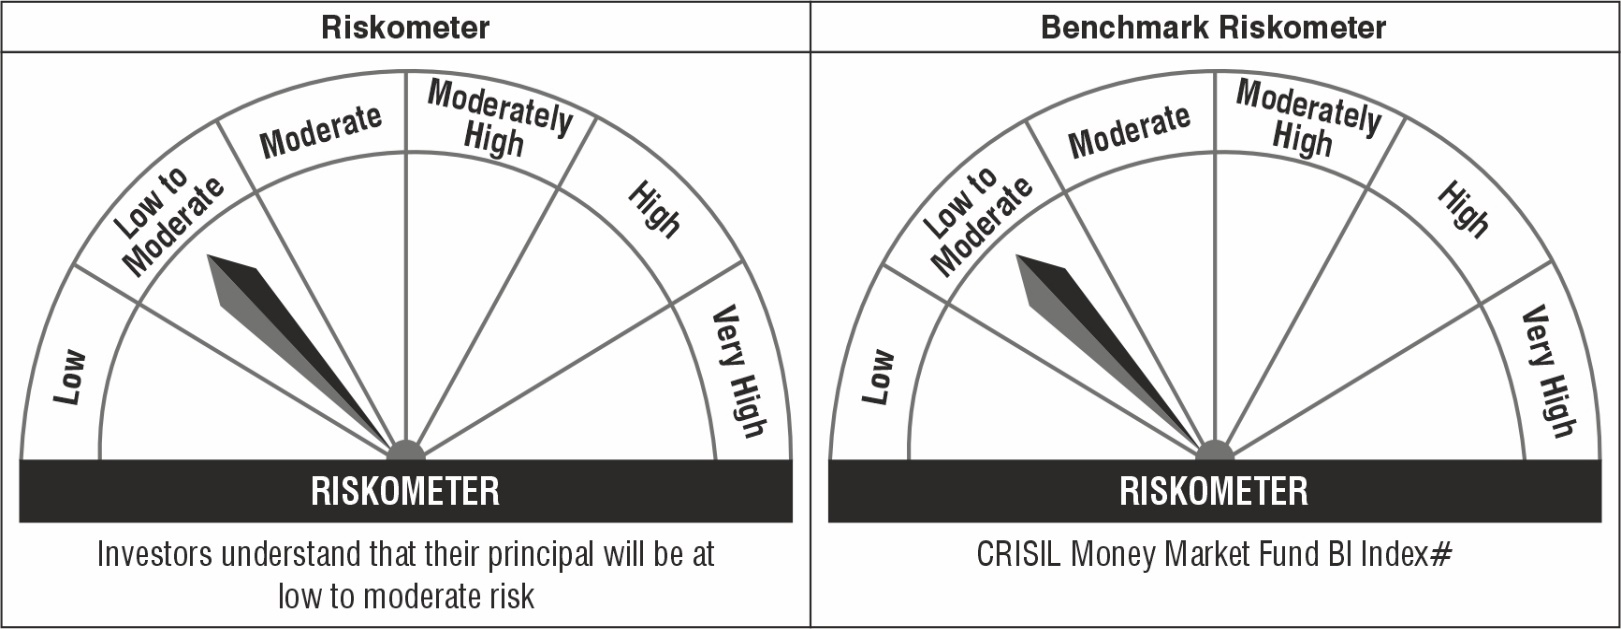 Riskometer
Benchmark Riskometer
Low
Low to
Moderate
Moderate
Moderately
High
High
Very High
RISKOMETER
Investors understand that their principal will be at
low to moderate risk
Low
Low to
Moderate
Moderate
Moderately
High
High
Very High
RISKOMETER
CRISIL Money Market Fund BI Index#